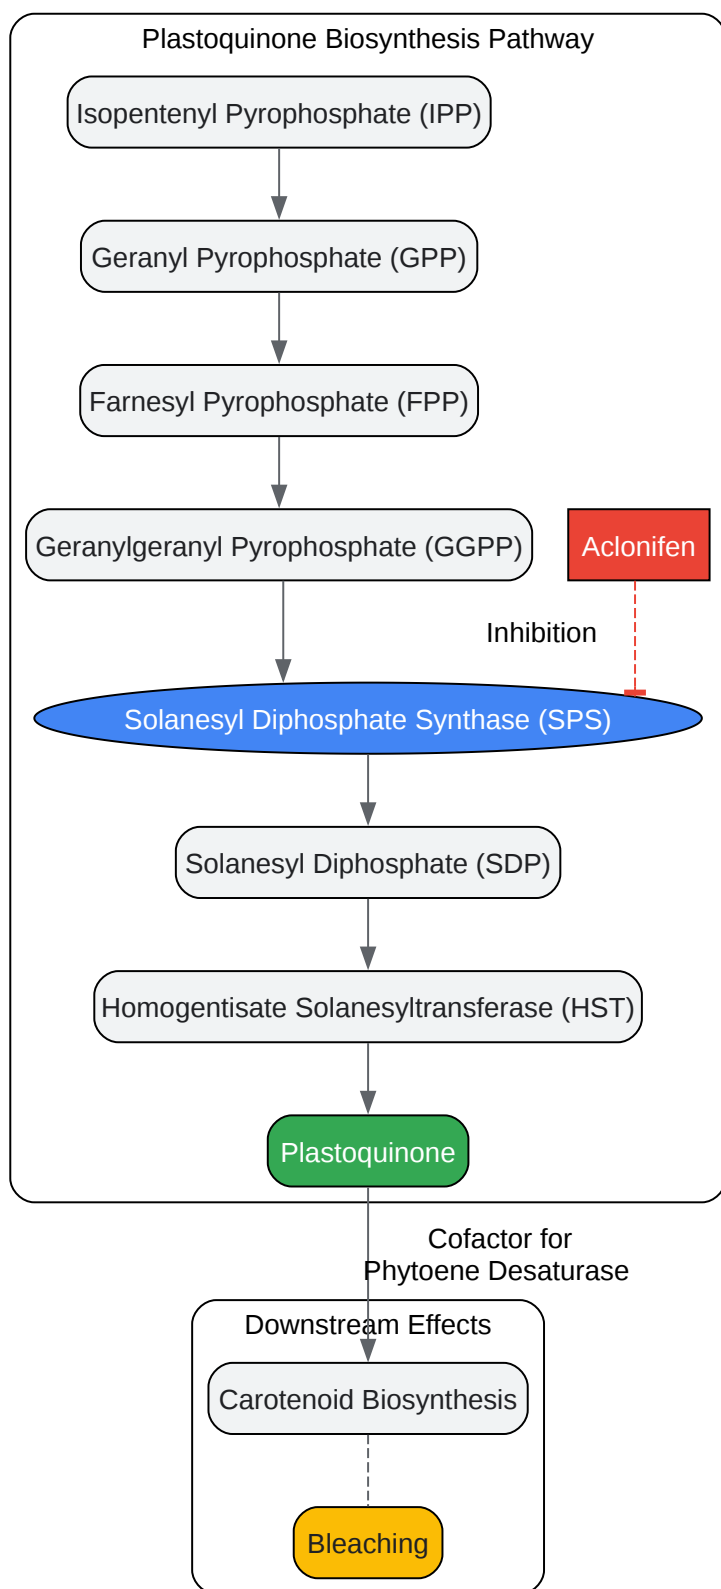 Plastoquinone Biosynthesis Pathway
Isopentenyl Pyrophosphate (IPP)
Geranyl Pyrophosphate (GPP)
Farnesyl Pyrophosphate (FPP)
Geranylgeranyl Pyrophosphate (GGPP)
Aclonifen
Inhibition
Solanesyl Diphosphate Synthase (SPS)
Solanesyl Diphosphate (SDP)
Homogentisate Solanesyltransferase (HST)
Plastoquinone
Cofactor for
Phytoene Desaturase
Downstream Effects
Carotenoid Biosynthesis
Bleaching